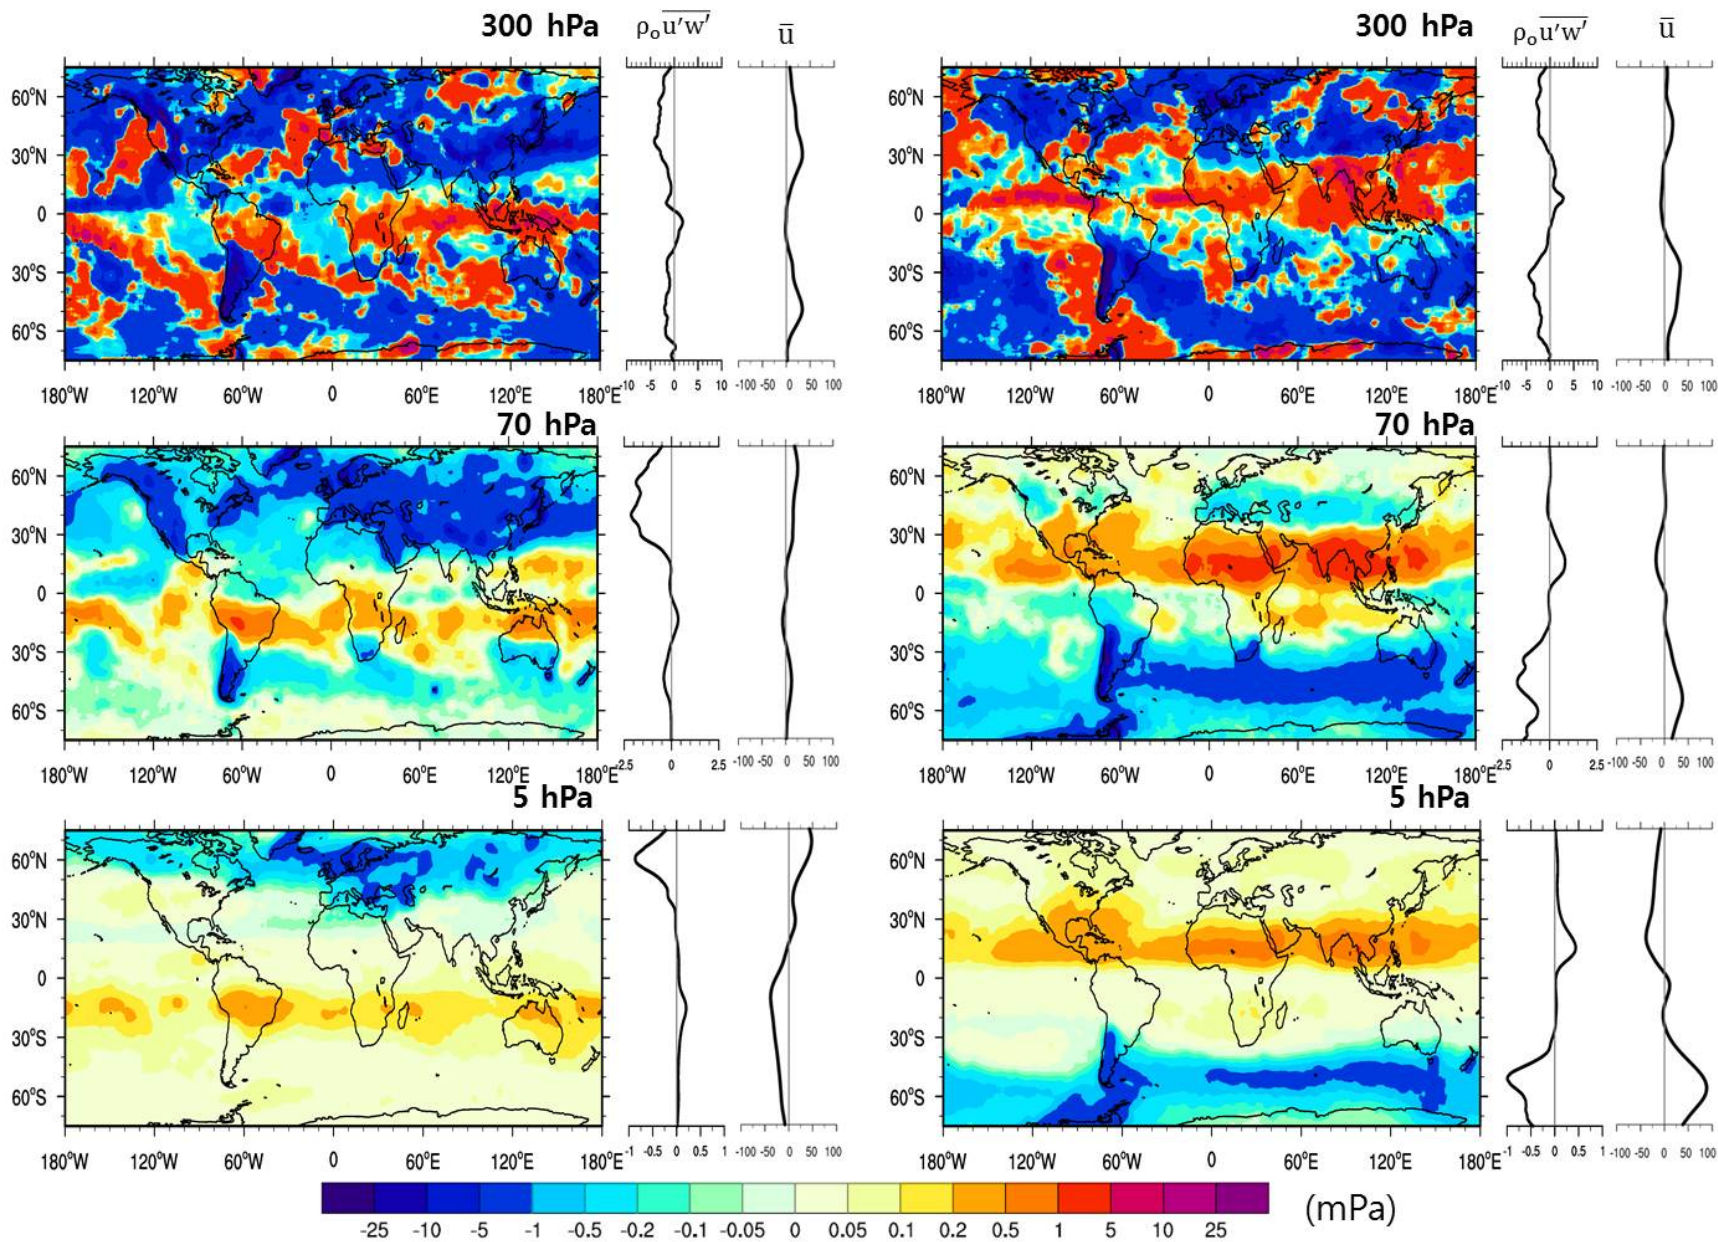 300 hPa ρₒu′w′ ū 300 hPa ρₒu′w′ ū
60°N 60°N
30°N 30°N
0 0
30°S 30°S
60°S 60°S
180°W 120°W 60°W 0 60°E 120°E 180°E -10 -5 0 5 10 -100 -50 0 50 100 180°W 120°W 60°W 0 60°E 120°E 180°E -10 -5 0 5 10 -100 -50 0 50 100
70 hPa 70 hPa
60°N 60°N
30°N 30°N
0 0
30°S 30°S
60°S 60°S
180°W 120°W 60°W 0 60°E 120°E 180°E 2.5 0 2.5 -100 -50 0 50 100 180°W 120°W 60°W 0 60°E 120°E 180°E -2.5 0 2.5 -100 -50 0 50 100
5 hPa 5 hPa
60°N 60°N
30°N 30°N
0 0
30°S 30°S
60°S 60°S
180°W 120°W 60°W 0 60°E 120°E 180°E -1 -0.5 0 0.5 1 -100 -50 0 50 100 180°W 120°W 60°W 0 60°E 120°E 180°E -1 -0.5 0 0.5 1 -100 -50 0 50 100
(mPa)
-25 -10 -5 -1 -0.5 -0.2 -0.1 -0.05 0 0.05 0.1 0.2 0.5 1 5 10 25